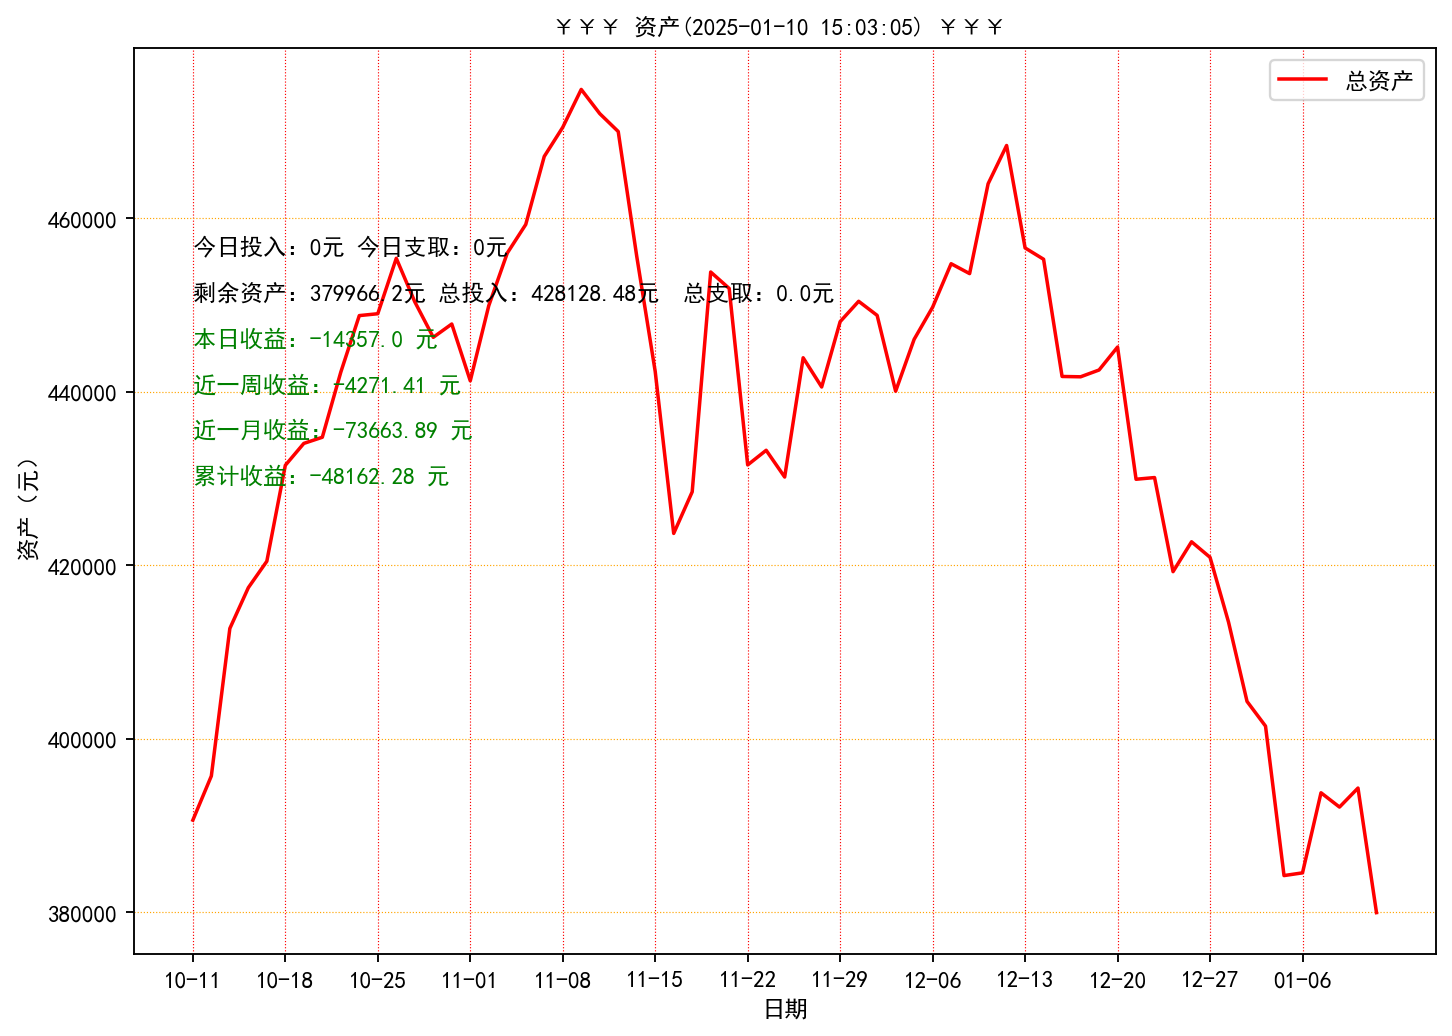 ￥￥￥ 资产(2025-01-10 15:03:05) ￥￥￥
总资产
460000
440000
420000
400000
380000
资产（元）
今日投入：0元 今日支取：0元
剩余资产：379966.2元 总投入：428128.48元  总支取：0.0元
本日收益：-14357.0 元
近一周收益：-4271.41 元
近一月收益：-73663.89 元
累计收益：-48162.28 元
10-11 10-18 10-25 11-01 11-08 11-15 11-22 11-29 12-06 12-13 12-20 12-27 01-06
日期